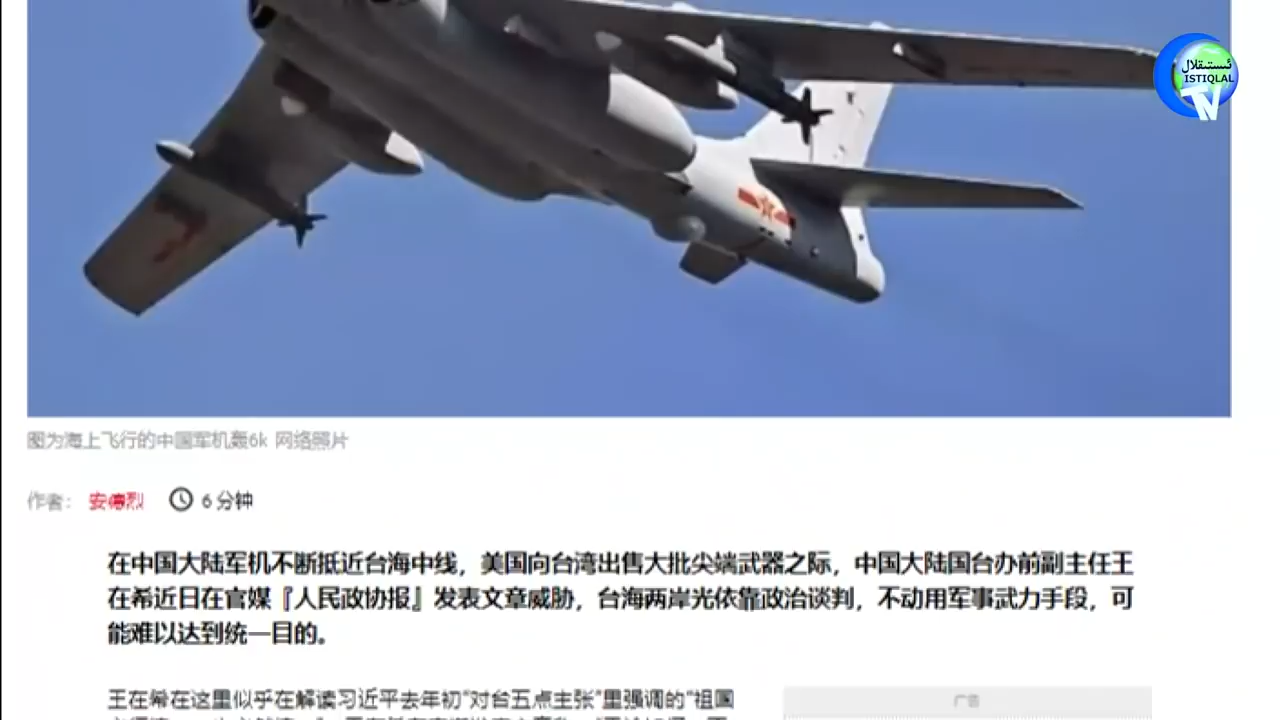 ئىستىقلال
ISTIQLAL
TV
图为海上飞行的中国军机轰6k 网络照片
作者： 安德烈 6 分钟
在中国大陆军机不断抵近台海中线，美国向台湾出售大批尖端武器之际，中国大陆国台办前副主任王
在希近日在官媒『人民政协报』发表文章威胁，台海两岸光依靠政治谈判，不动用军事武力手段，可
能难以达到统一目的。
王在希在这里似乎在解读习近平去年初“对台五点主张”里强调的“祖国
广告